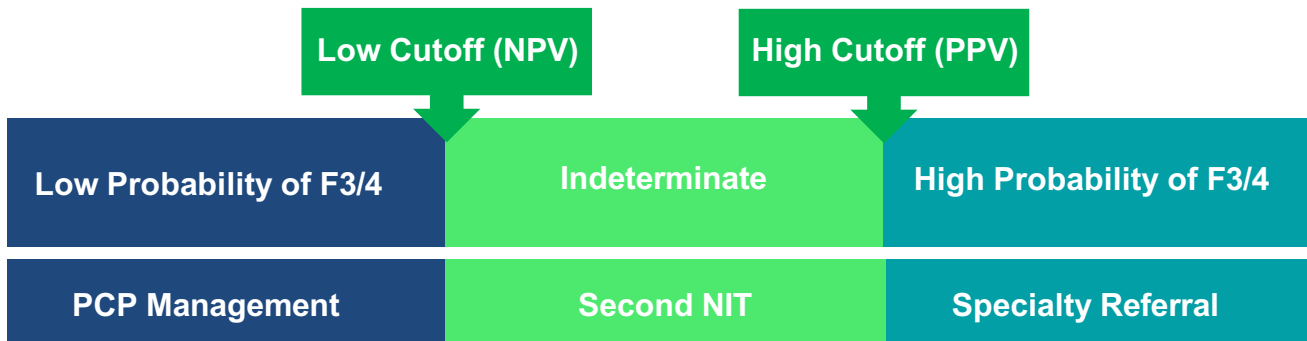 Low Cutoff (NPV)
High Cutoff (PPV)
Low Probability of F3/4
Indeterminate
High Probability of F3/4
PCP Management
Second NIT
Specialty Referral